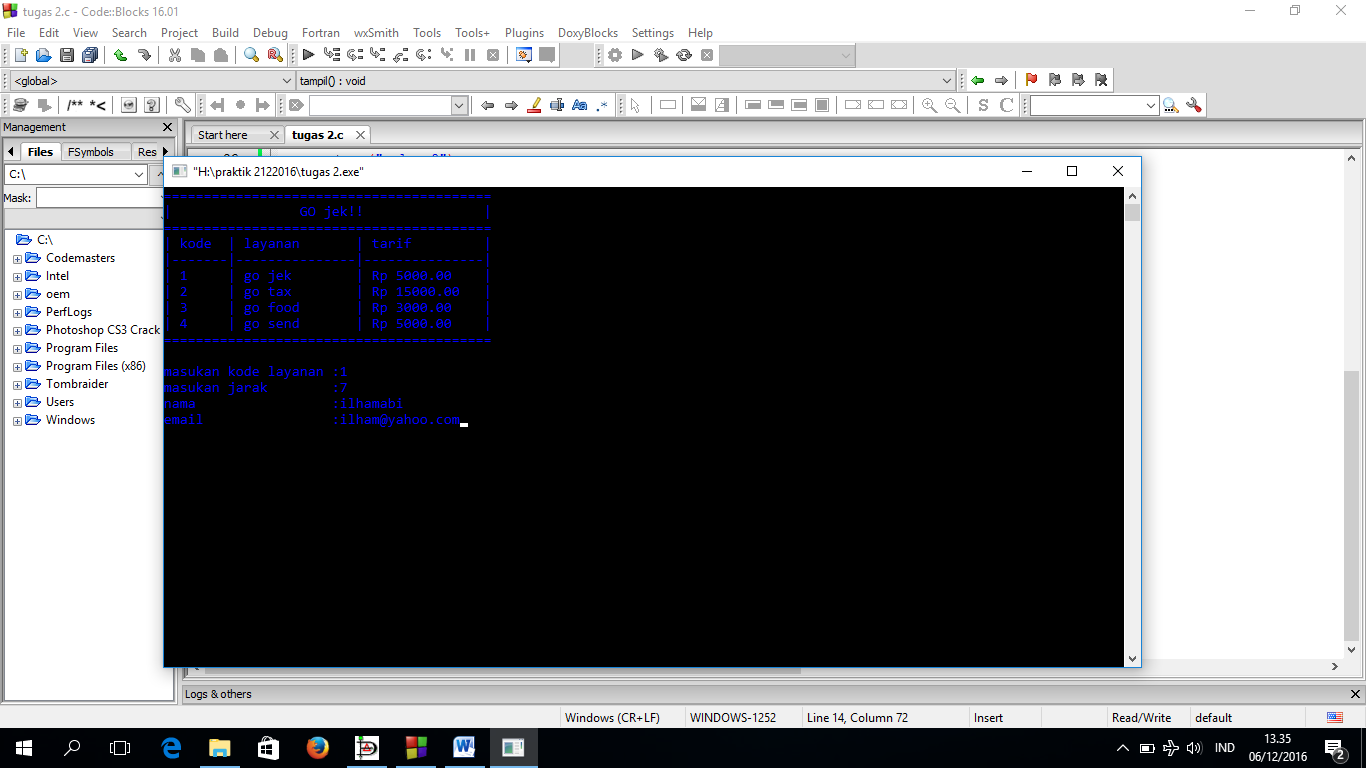 tugas 2.c - Code::Blocks 16.01
File Edit View Search Project Build Debug Fortran wxSmith Tools Tools+ Plugins DoxyBlocks Settings Help
<global> tampil() : void
/** *<
Aa .*
S C
Management
Start here tugas 2.c
Files FSymbols Res
C:\
Mask:
C:\
Codemasters
Intel
oem
PerfLogs
Photoshop CS3 Crack
Program Files
Program Files (x86)
Tombraider
Users
Windows
"H:\praktik 2122016\tugas 2.exe"
=========================================
| GO jek!! |
=========================================
| kode | layanan | tarif |
|-------|---------------|---------------|
| 1 | go jek | Rp 5000.00 |
| 2 | go tax | Rp 15000.00 |
| 3 | go food | Rp 3000.00 |
| 4 | go send | Rp 5000.00 |
=========================================
masukan kode layanan :1
masukan jarak :7
nama :ilhamabi
email :ilham@yahoo.com
Logs & others
Windows (CR+LF) WINDOWS-1252 Line 14, Column 72 Insert Read/Write default
IND
13.35
06/12/2016
2